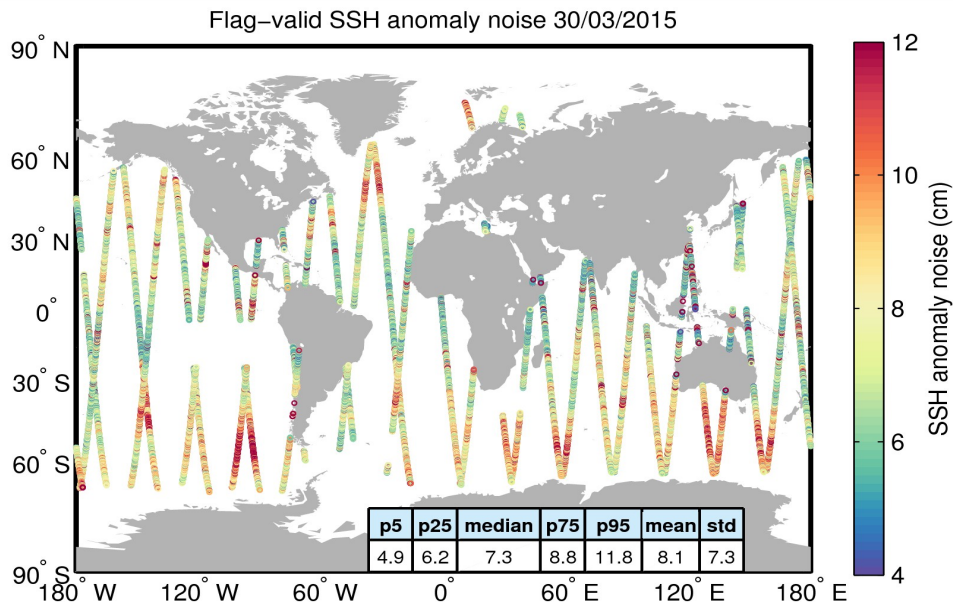 Flag−valid SSH anomaly noise 30/03/2015
90° N
60° N
30° N
0°
30° S
60° S
90° S
180° W 120° W 60° W 0° 60° E 120° E 180° E
p5 p25 median p75 p95 mean std
4.9 6.2 7.3 8.8 11.8 8.1 7.3
12
10
8
6
4
SSH anomaly noise (cm)